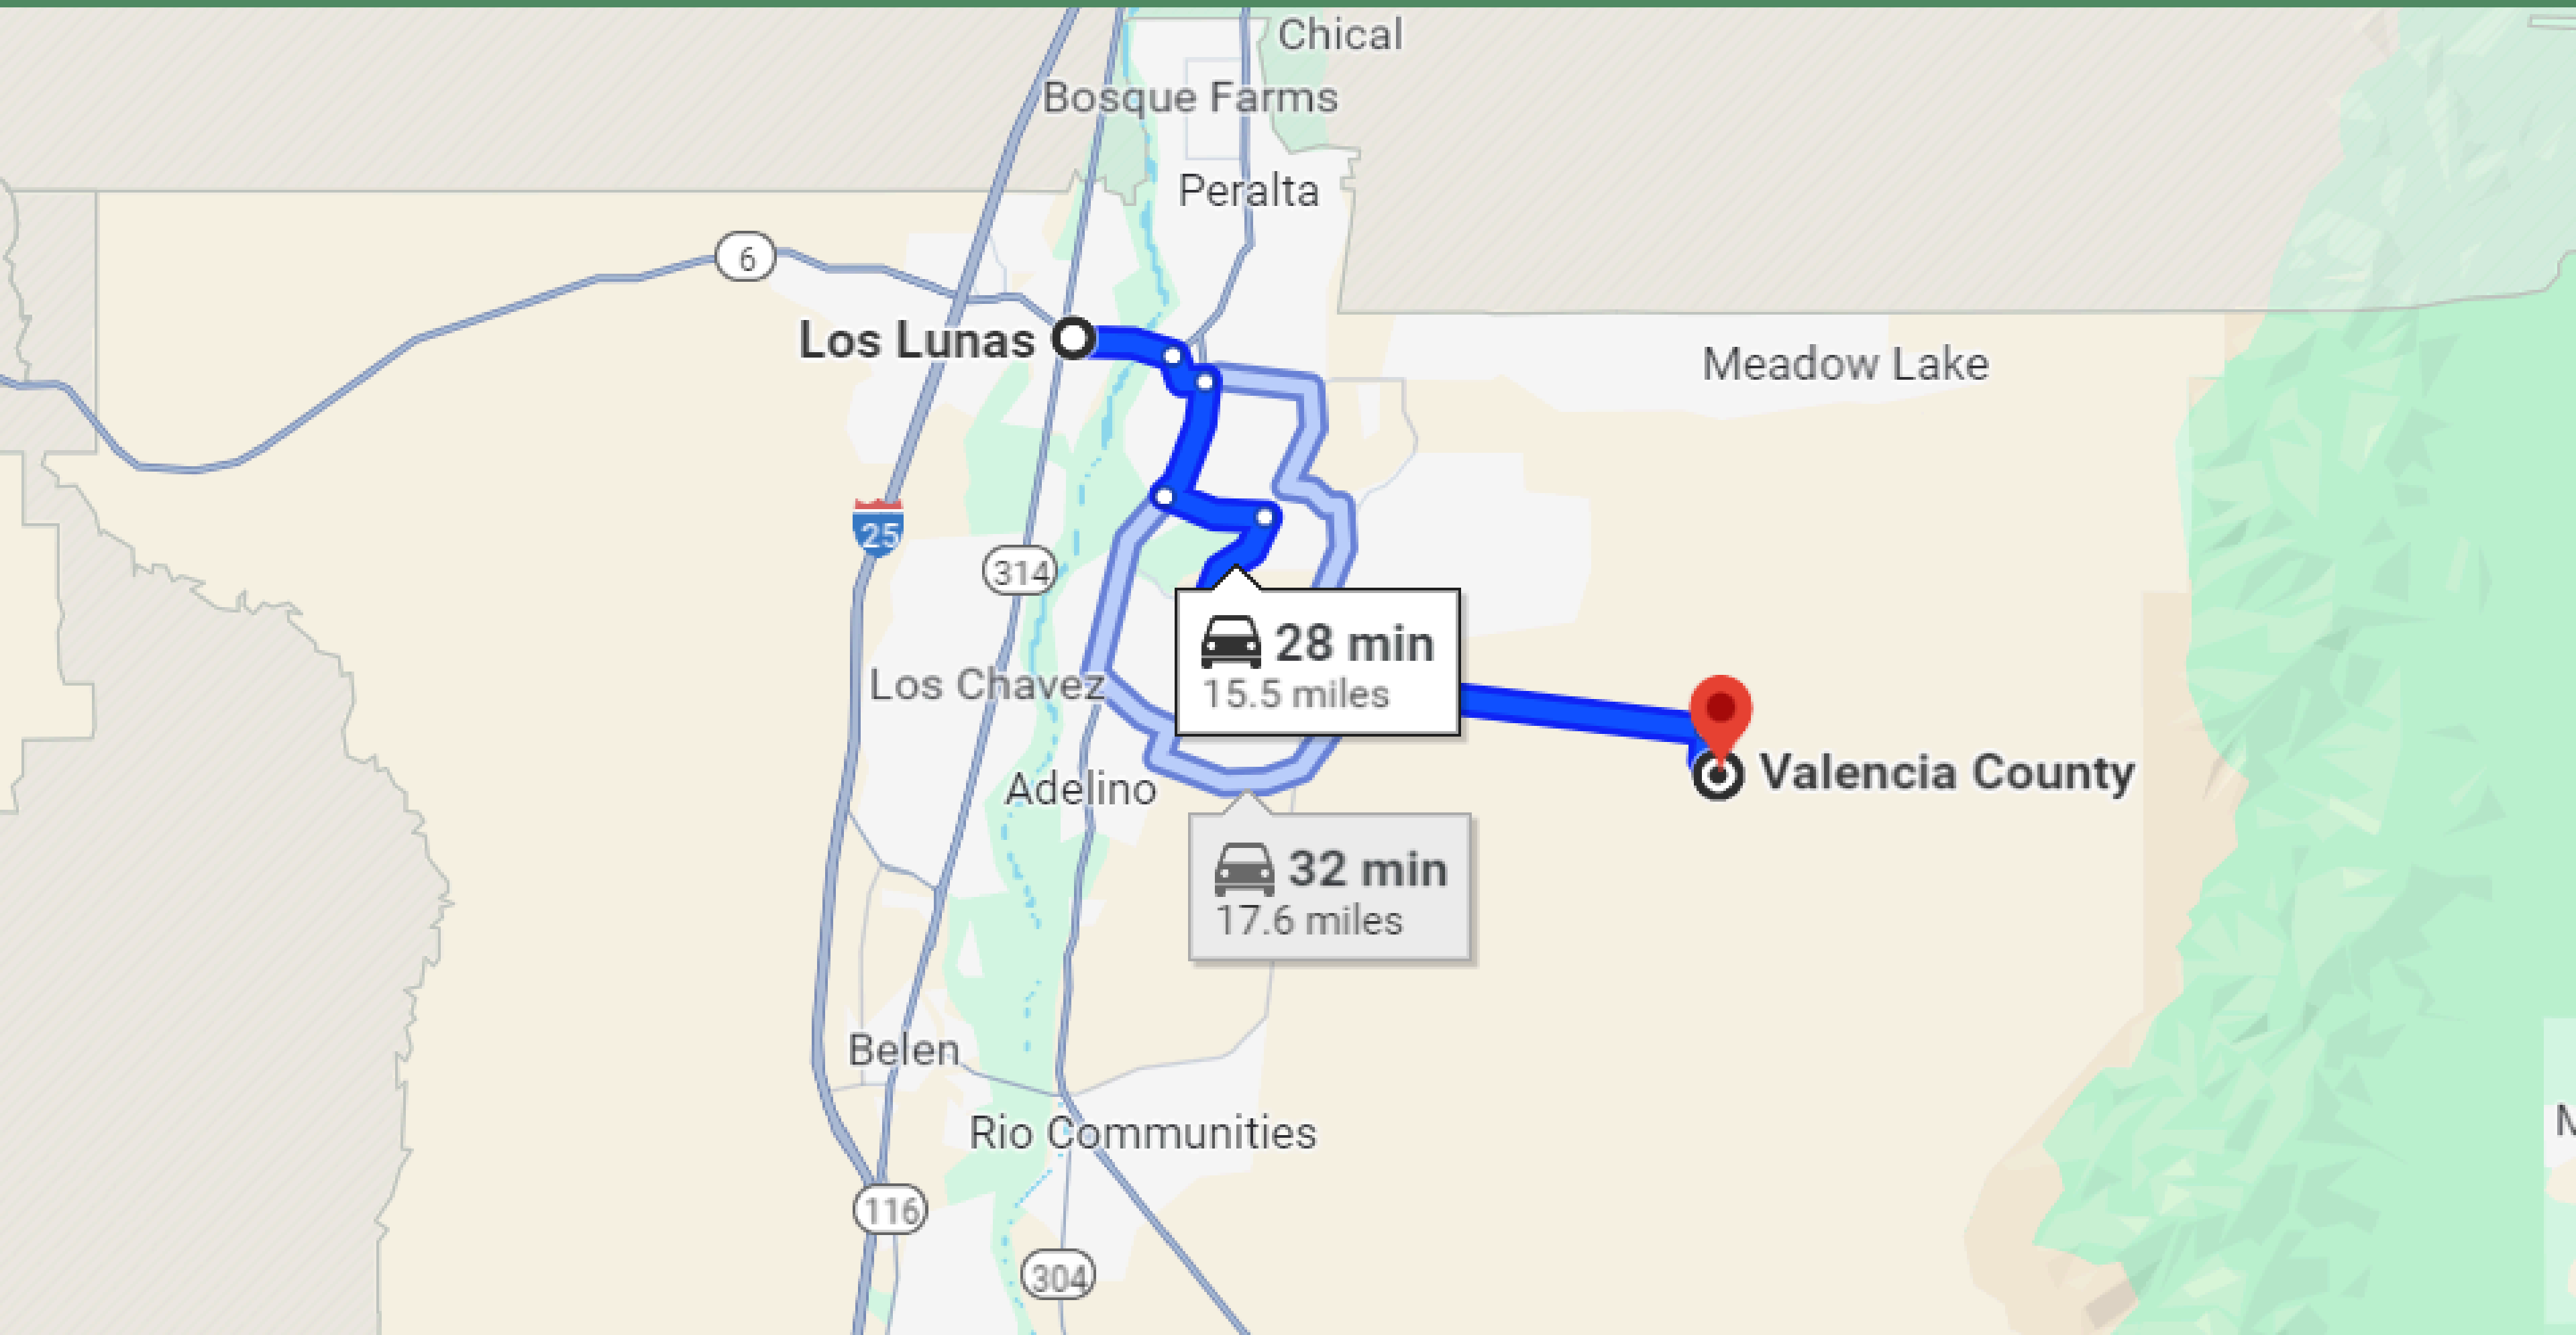 Chical
Bosque Farms
Peralta
6
Los Lunas
Meadow Lake
25
314
28 min
15.5 miles
Los Chavez
Valencia County
Adelino
32 min
17.6 miles
Belen
Rio Communities
116
304